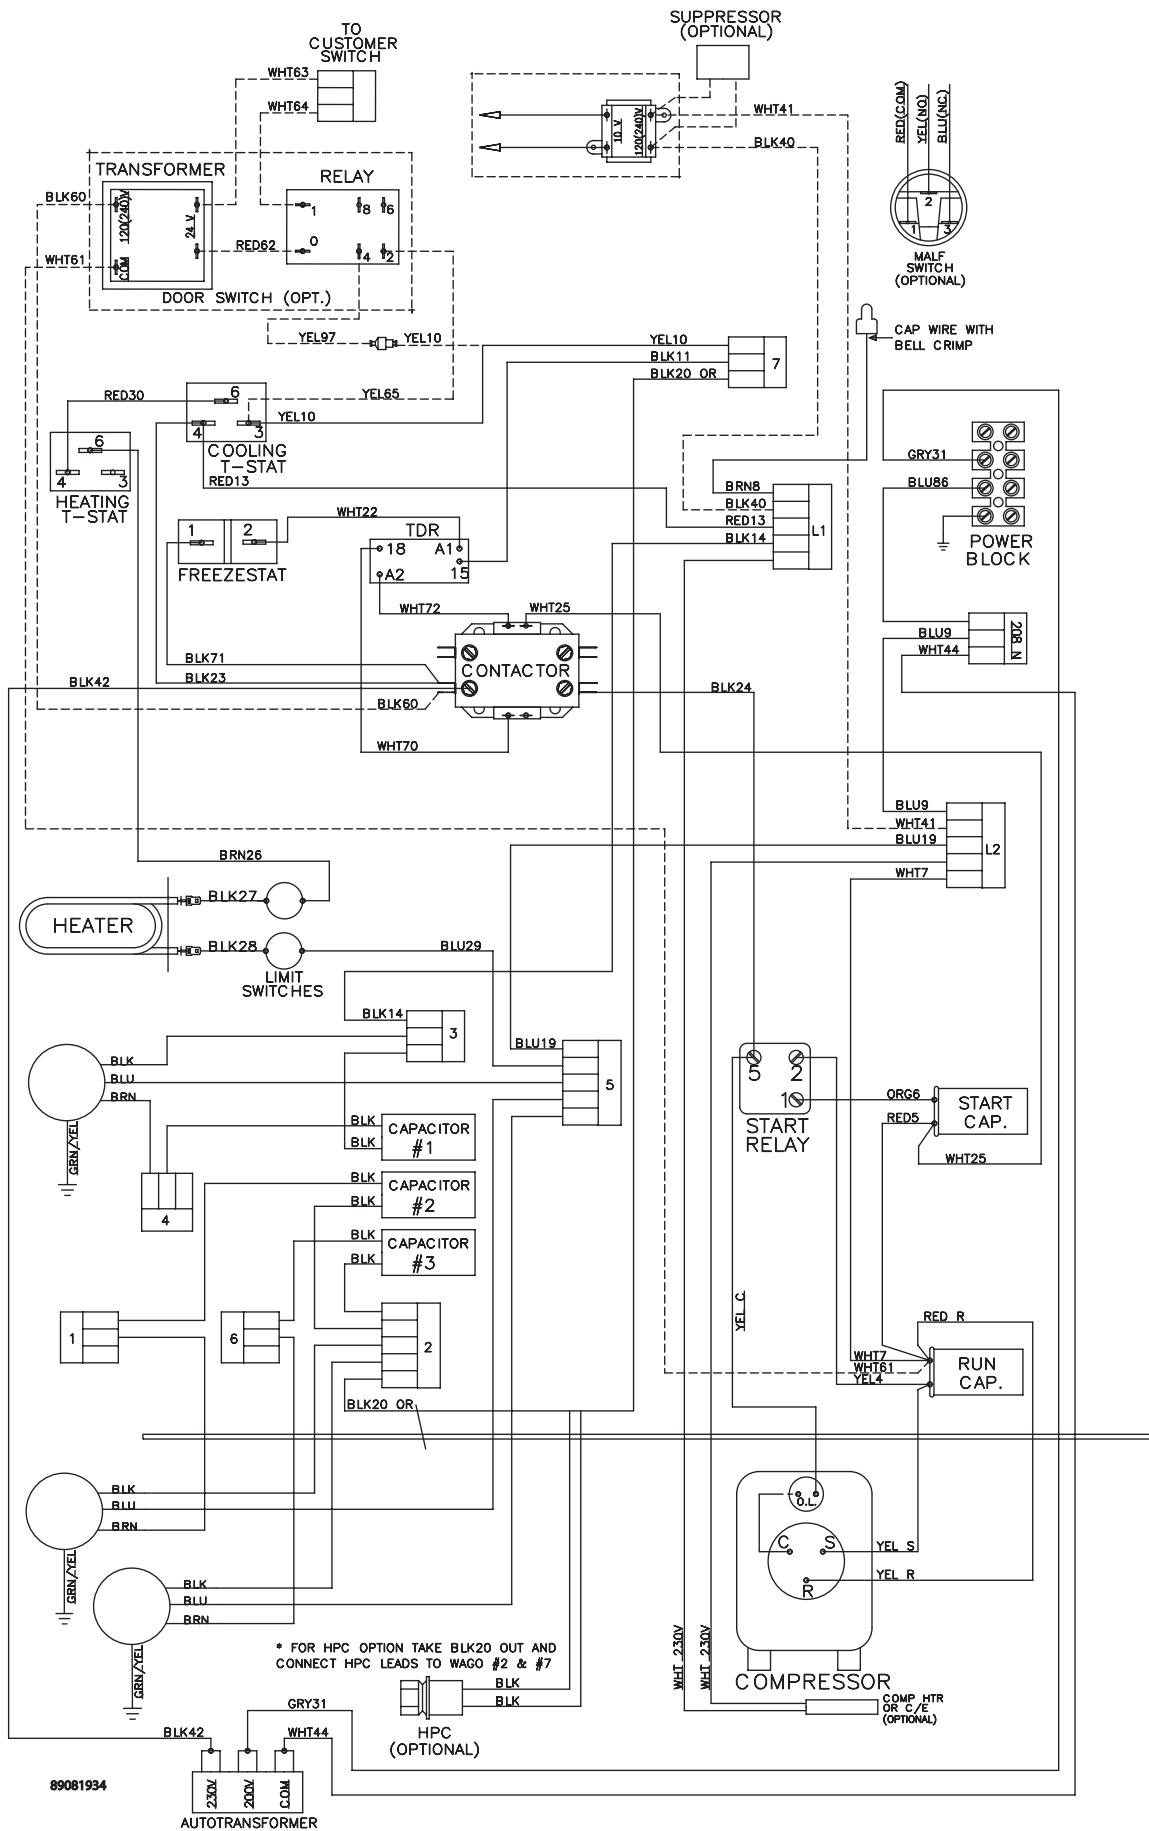 TO
CUSTOMER
SWITCH
WHT63
WHT64
SUPPRESSOR
(OPTIONAL)
10 V
120(240)V
WHT41
BLK40
RED(COM)
YEL(NO)
BLU(NC)
1
2
3
MALF
SWITCH
(OPTIONAL)
TRANSFORMER
RELAY
BLK60
120(240)V
24 V
COM
WHT61
RED62
1
8
6
0
4
2
DOOR SWITCH (OPT.)
YEL97
YEL10
YEL10
BLK11
BLK20 OR
7
CAP WIRE WITH
BELL CRIMP
RED30
6
YEL65
YEL10
4
3
COOLING
T-STAT
RED13
6
4
3
HEATING
T-STAT
GRY31
BLU86
POWER
BLOCK
BRN8
BLK40
RED13
BLK14
L1
WHT22
1
2
FREEZESTAT
TDR
18
A1
A2
15
WHT72
WHT25
208 N
BLU9
WHT44
BLK71
BLK23
BLK42
BLK60
CONTACTOR
BLK24
WHT70
BLU9
WHT41
BLU19
L2
WHT7
BRN26
HEATER
BLK27
BLK28
BLU29
LIMIT
SWITCHES
BLK14
3
BLU19
5
BLK
BLU
BRN
GRN/YEL
5
2
1
START
RELAY
ORG6
RED5
START
CAP.
WHT25
BLK
BLK
CAPACITOR
#1
BLK
BLK
CAPACITOR
#2
BLK
BLK
CAPACITOR
#3
4
1
6
2
YEL C
RED R
WHT7
WHT61
YEL4
RUN
CAP.
BLK20 OR
BLK
BLU
BRN
GRN/YEL
O.L.
C
S
R
YEL S
YEL R
BLK
BLU
BRN
GRN/YEL
* FOR HPC OPTION TAKE BLK20 OUT AND
CONNECT HPC LEADS TO WAGO #2 & #7
BLK
BLK
HPC
(OPTIONAL)
WHT 230V
WHT 230V
COMPRESSOR
COMP HTR
OR C/E
(OPTIONAL)
GRY31
BLK42
WHT44
230V
200V
COM
AUTOTRANSFORMER
89081934